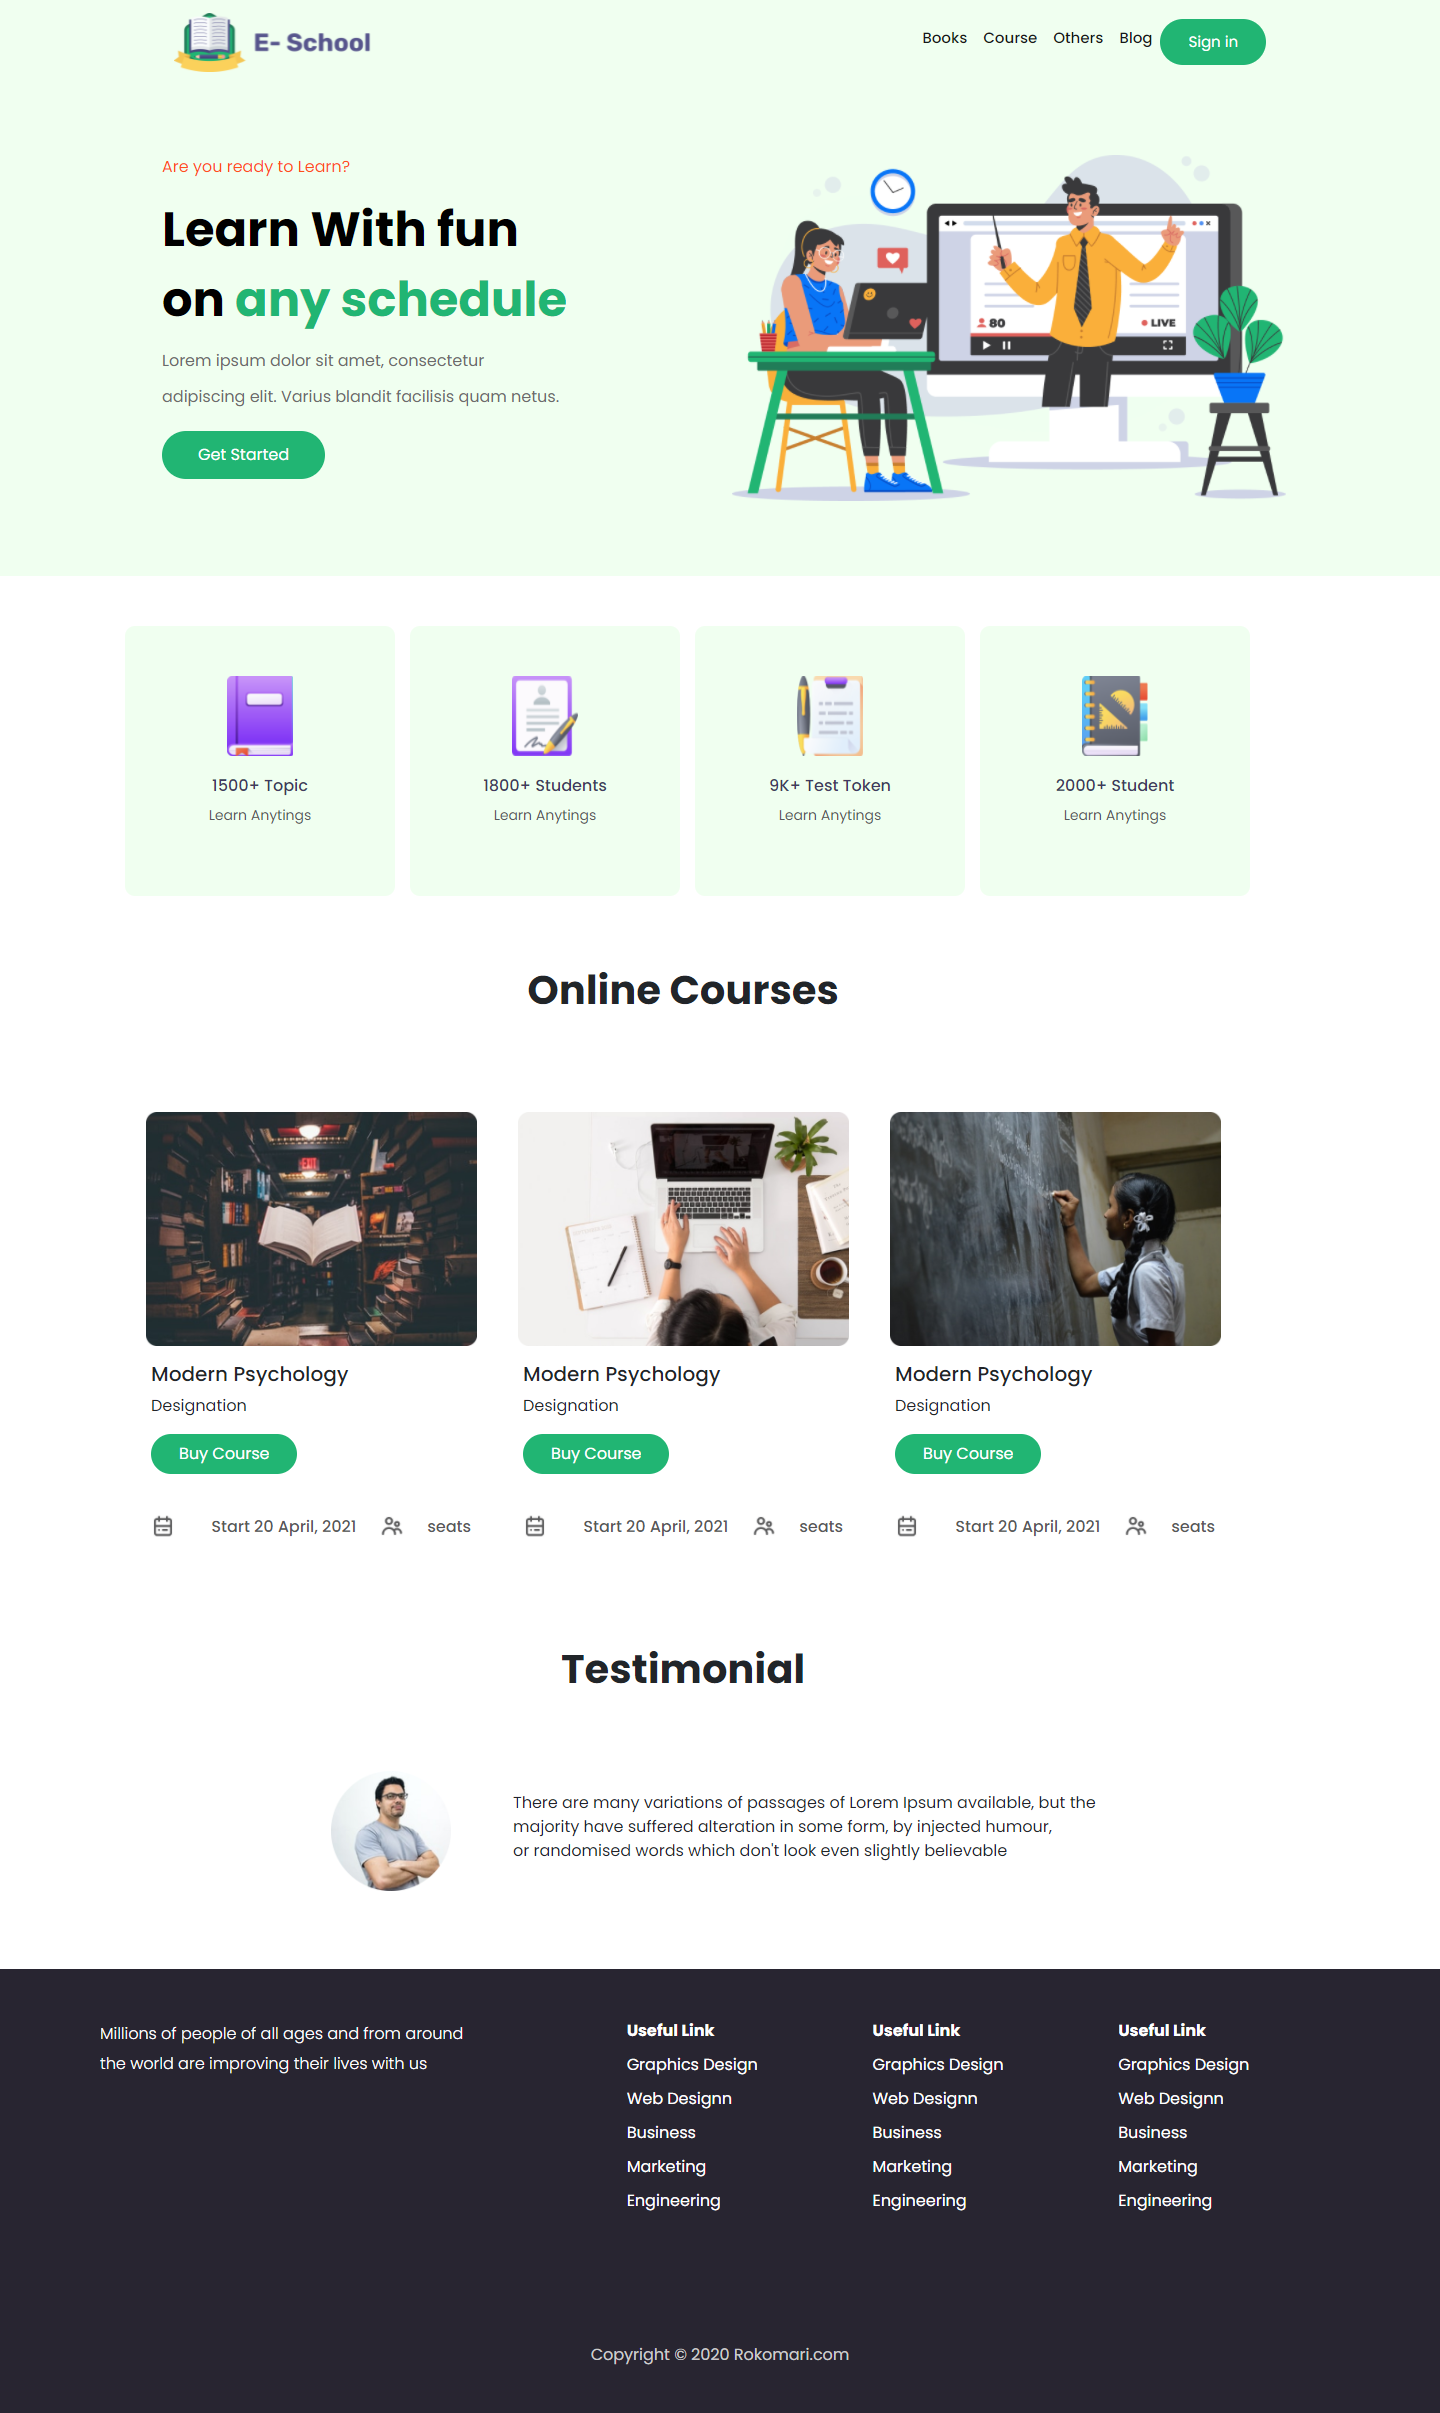 E- School
Books Course Others Blog Sign in
Are you ready to Learn?
Learn With fun
on any schedule
Lorem ipsum dolor sit amet, consectetur
adipiscing elit. Varius blandit facilisis quam netus.
Get Started
80
LIVE
1500+ Topic
Learn Anytings
1800+ Students
Learn Anytings
9K+ Test Token
Learn Anytings
2000+ Student
Learn Anytings
Online Courses
EXIT
Modern Psychology
Designation
Buy Course
Start 20 April, 2021 seats
Modern Psychology
Designation
Buy Course
Start 20 April, 2021 seats
Modern Psychology
Designation
Buy Course
Start 20 April, 2021 seats
Testimonial
There are many variations of passages of Lorem Ipsum available, but the
majority have suffered alteration in some form, by injected humour,
or randomised words which don't look even slightly believable
Millions of people of all ages and from around
the world are improving their lives with us
Useful Link
Graphics Design
Web Designn
Business
Marketing
Engineering
Useful Link
Graphics Design
Web Designn
Business
Marketing
Engineering
Useful Link
Graphics Design
Web Designn
Business
Marketing
Engineering
Copyright © 2020 Rokomari.com